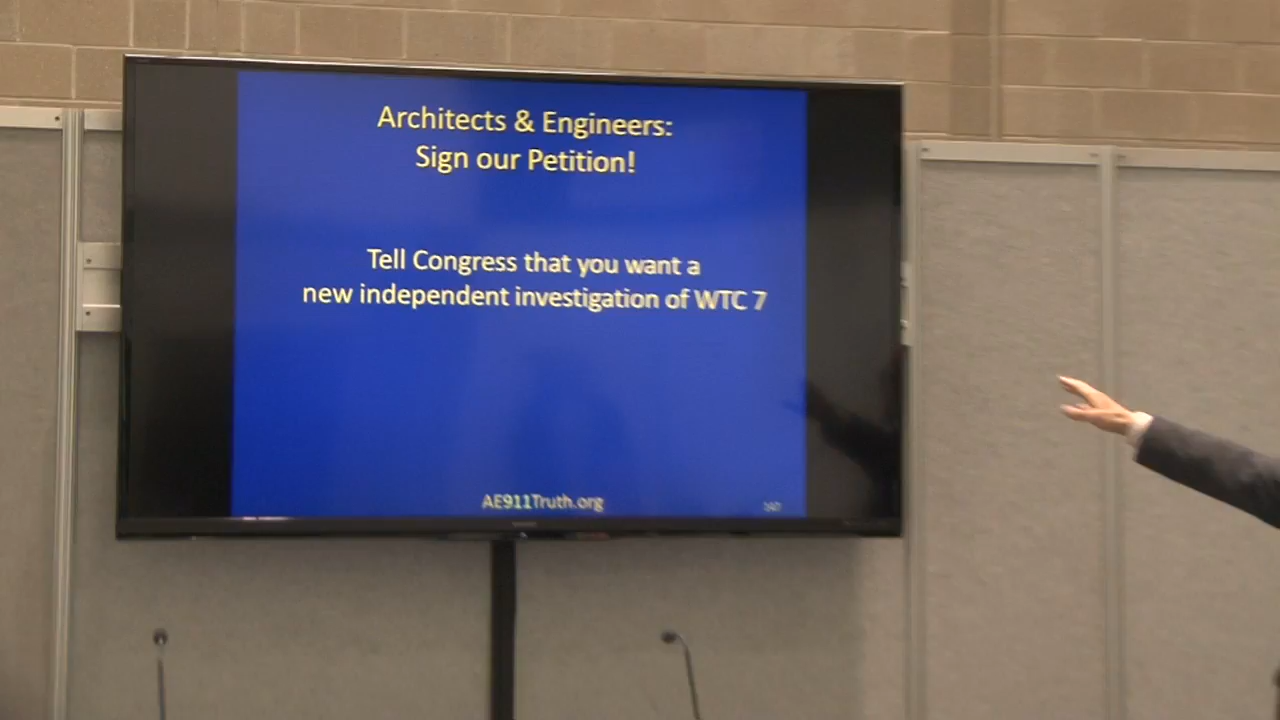 Architects & Engineers:
Sign our Petition!
Tell Congress that you want a
new independent investigation of WTC 7
AE911Truth.org